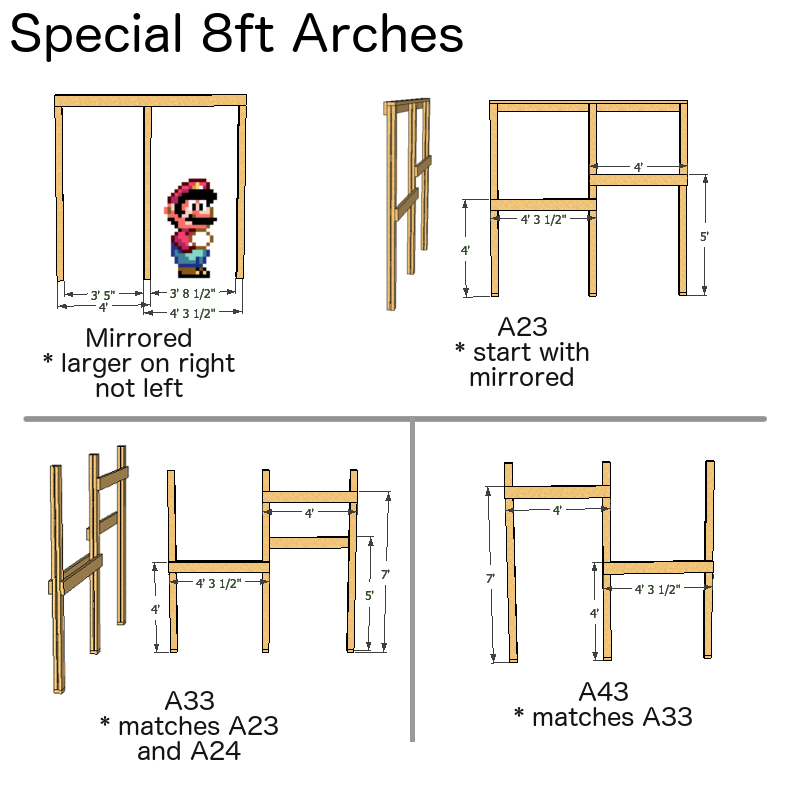 Special 8ft Arches
3' 5"
3' 8 1/2"
4'
4' 3 1/2"
Mirrored
* larger on right
not left
4'
4' 3 1/2"
4'
5'
A23
* start with
mirrored
4'
4' 3 1/2"
4'
5'
7'
A33
* matches A23
and A24
4'
7'
4' 3 1/2"
4'
A43
* matches A33